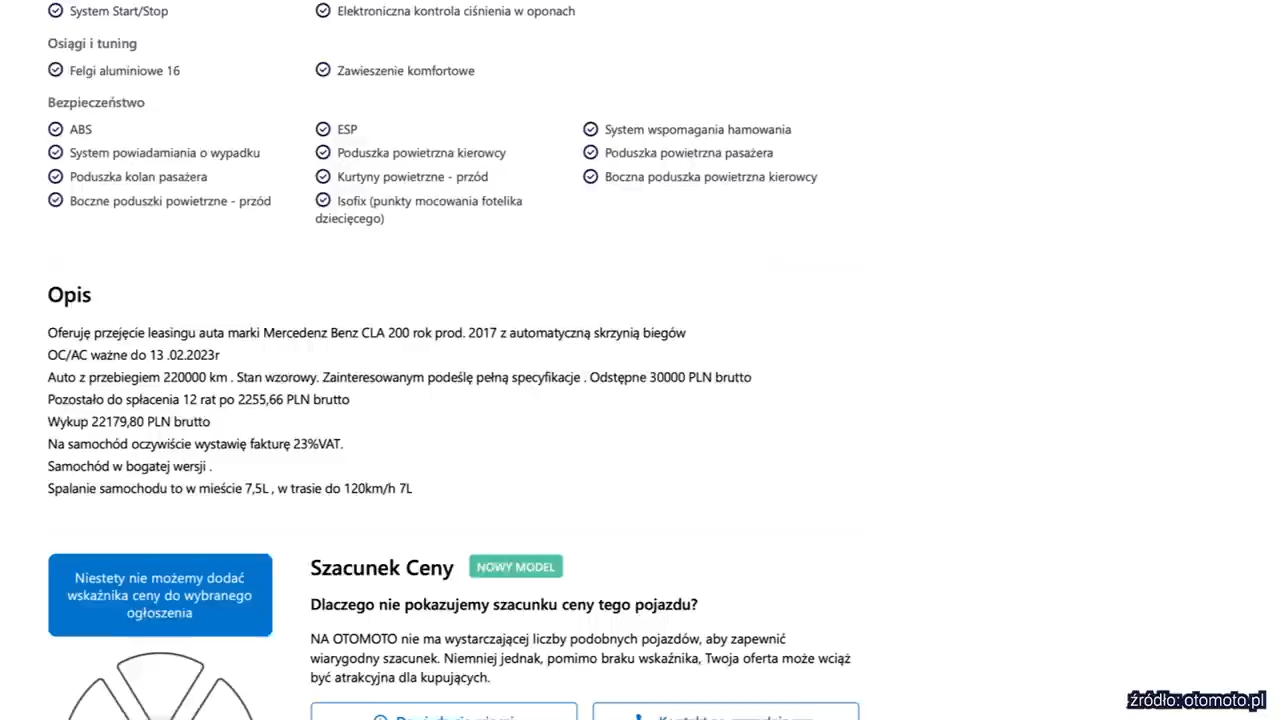 System Start/Stop
Elektroniczna kontrola ciśnienia w oponach
Osiągi i tuning
Felgi aluminiowe 16
Zawieszenie komfortowe
Bezpieczeństwo
ABS
ESP
System wspomagania hamowania
System powiadamiania o wypadku
Poduszka powietrzna kierowcy
Poduszka powietrzna pasażera
Poduszka kolan pasażera
Kurtyny powietrzne - przód
Boczna poduszka powietrzna kierowcy
Boczne poduszki powietrzne - przód
Isofix (punkty mocowania fotelika
dziecięcego)
Opis
Oferuję przejęcie leasingu auta marki Mercedenz Benz CLA 200 rok prod. 2017 z automatyczną skrzynią biegów
OC/AC ważne do 13 .02.2023r
Auto z przebiegiem 220000 km . Stan wzorowy. Zainteresowanym podeślę pełną specyfikacje . Odstępne 30000 PLN brutto
Pozostało do spłacenia 12 rat po 2255,66 PLN brutto
Wykup 22179,80 PLN brutto
Na samochód oczywiście wystawię fakturę 23%VAT.
Samochód w bogatej wersji .
Spalanie samochodu to w mieście 7,5L , w trasie do 120km/h 7L
Niestety nie możemy dodać
wskaźnika ceny do wybranego
ogłoszenia
Szacunek Ceny NOWY MODEL
Dlaczego nie pokazujemy szacunku ceny tego pojazdu?
NA OTOMOTO nie ma wystarczającej liczby podobnych pojazdów, aby zapewnić
wiarygodny szacunek. Niemniej jednak, pomimo braku wskaźnika, Twoja oferta może wciąż
być atrakcyjna dla kupujących.
źródło: otomoto.pl